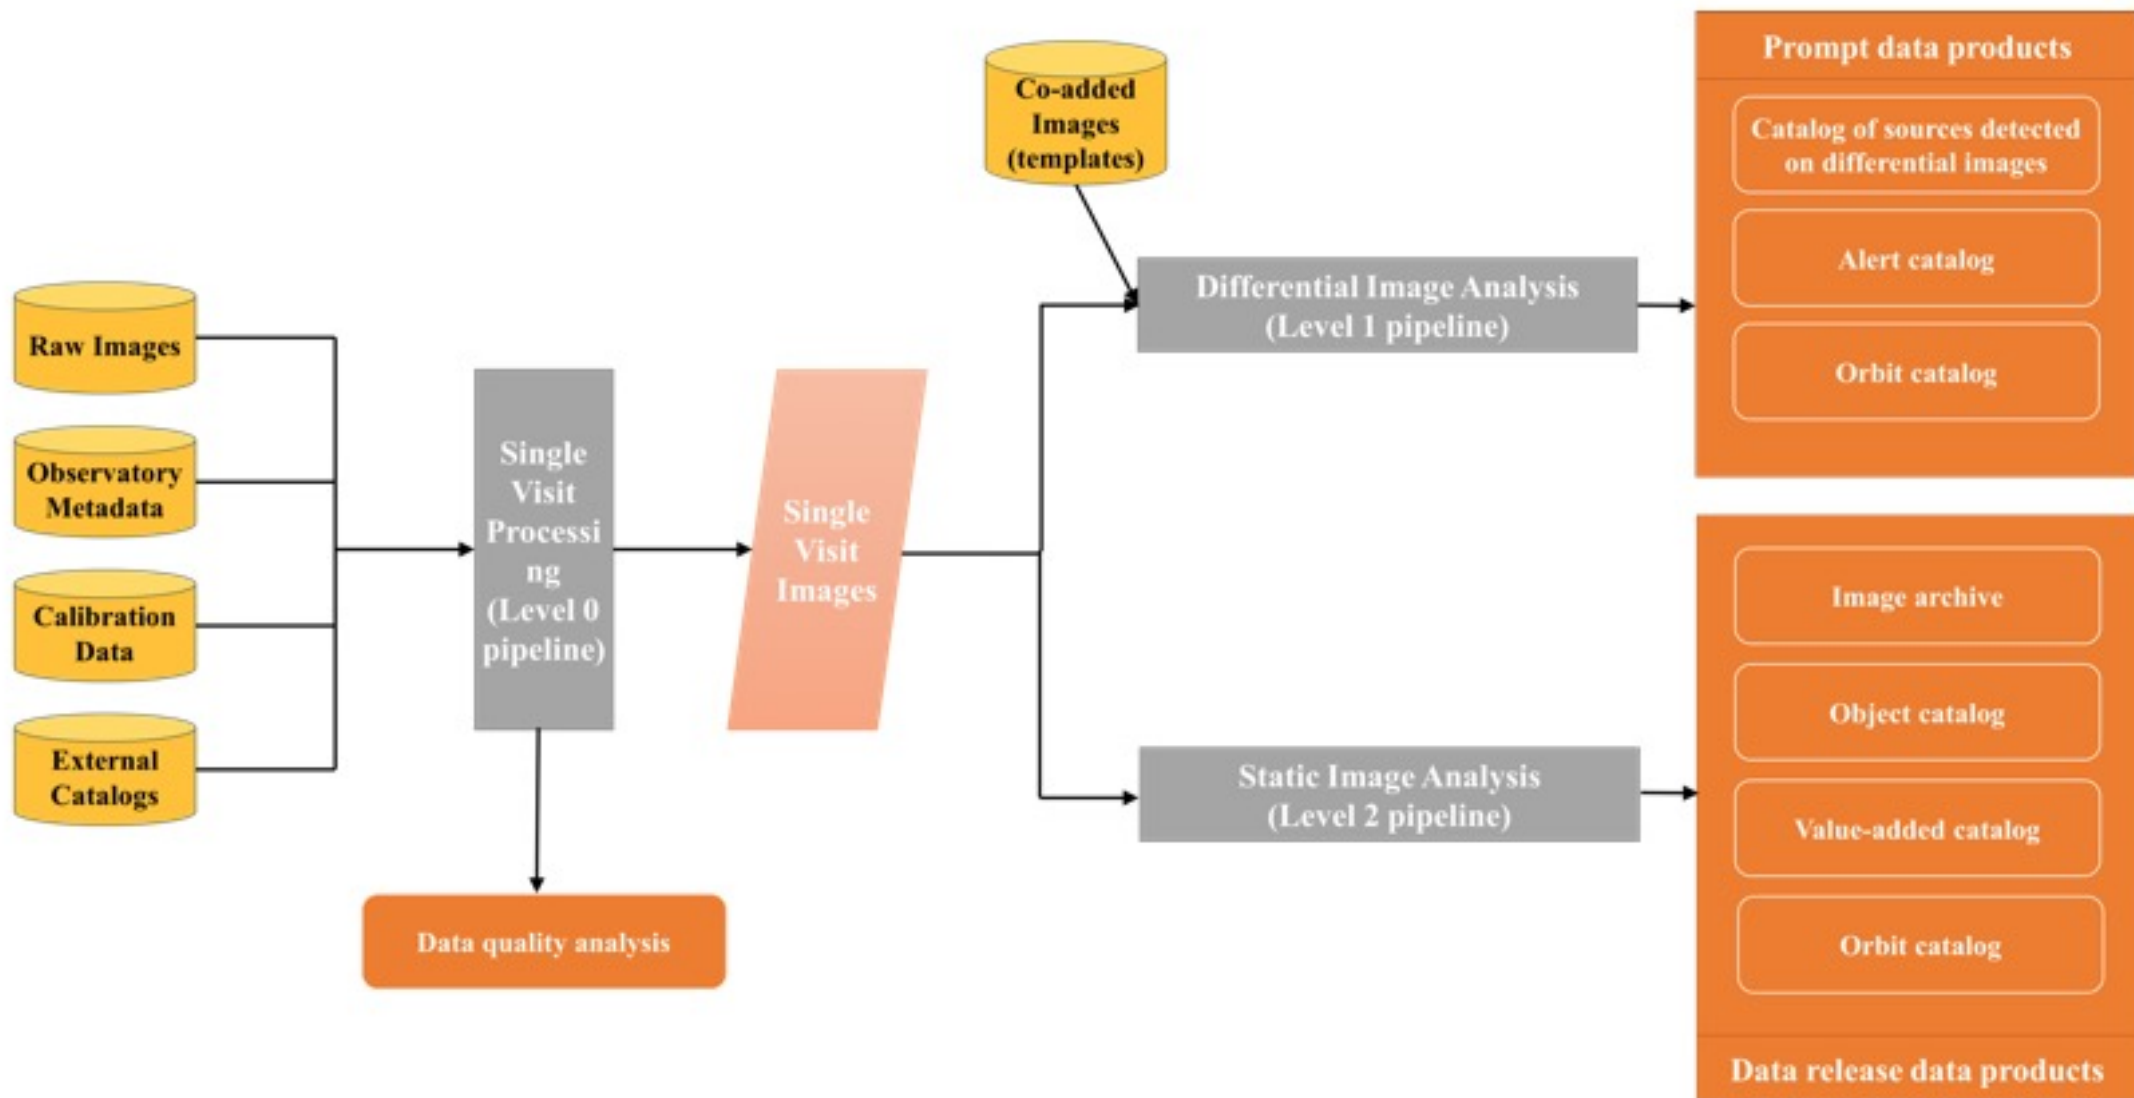 Raw Images
Observatory
Metadata
Calibration
Data
External
Catalogs
Single
Visit
Processi
ng
(Level 0
pipeline)
Data quality analysis
Single
Visit
Images
Co-added
Images
(templates)
Differential Image Analysis
(Level 1 pipeline)
Static Image Analysis
(Level 2 pipeline)
Prompt data products
Catalog of sources detected
on differential images
Alert catalog
Orbit catalog
Image archive
Object catalog
Value-added catalog
Orbit catalog
Data release data products